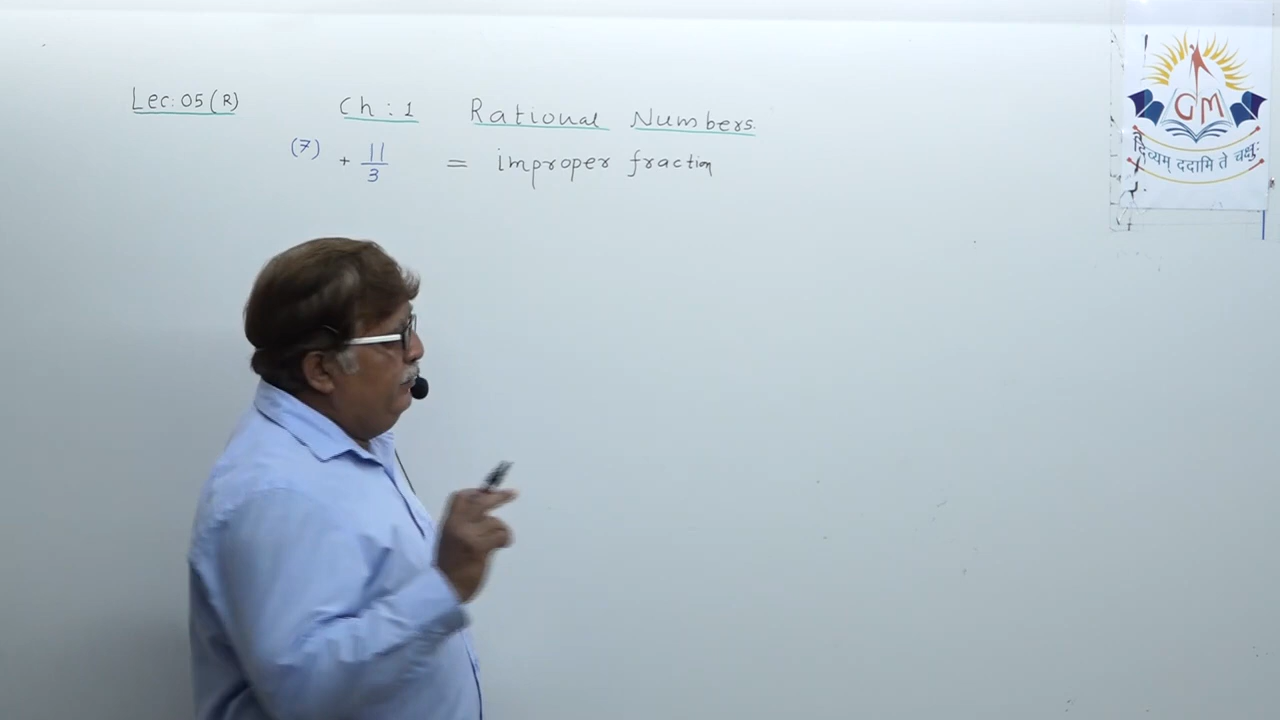 Lec: 05 (R) Ch : 1 Rational Numbers.
(7) + 11/3 = improper fraction
GM
दिव्यम् ददामि ते चक्षुः